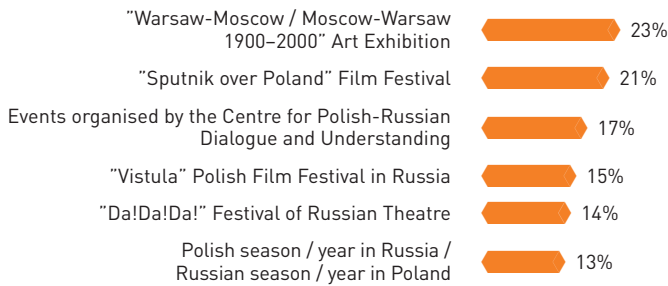 ”Warsaw-Moscow / Moscow-Warsaw
1900–2000” Art Exhibition
23%
”Sputnik over Poland” Film Festival
21%
Events organised by the Centre for Polish-Russian
Dialogue and Understanding
17%
”Vistula” Polish Film Festival in Russia
15%
”Da!Da!Da!” Festival of Russian Theatre
14%
Polish season / year in Russia /
Russian season / year in Poland
13%